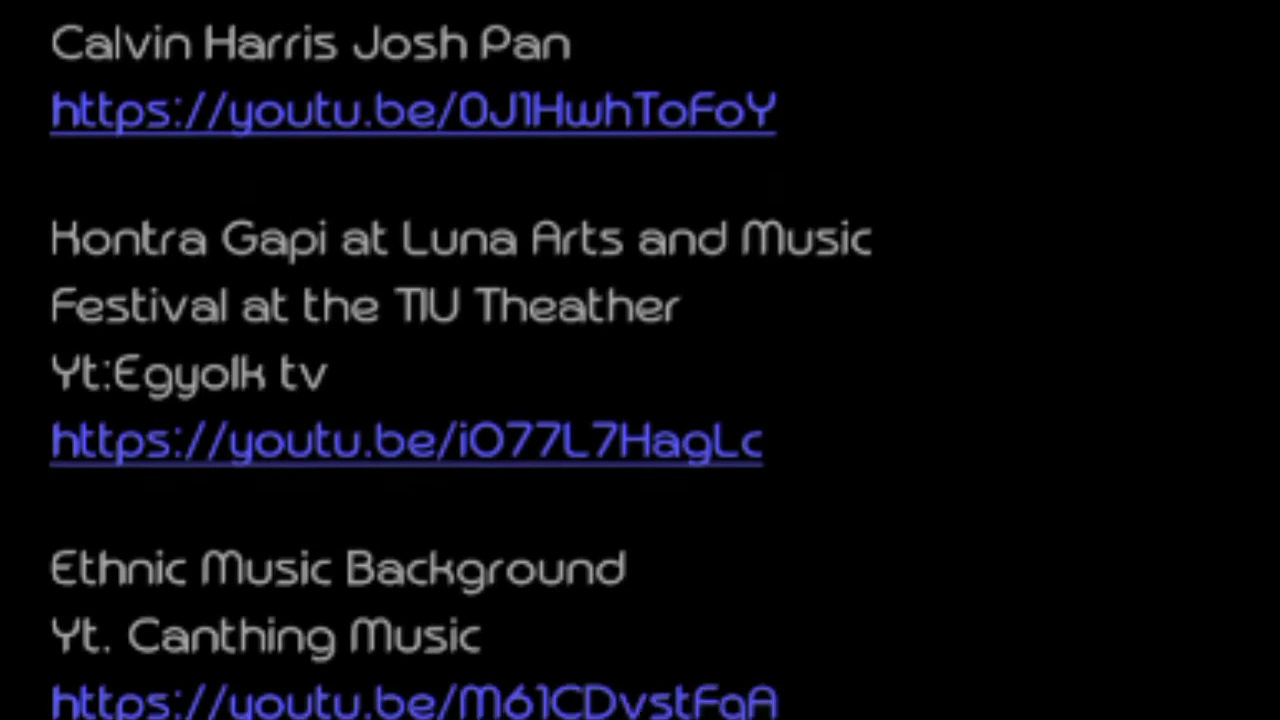 Calvin Harris Josh Pan
https://youtu.be/0J1HwhToFoY
Kontra Gapi at Luna Arts and Music
Festival at the TIU Theather
Yt:Egyolk tv
https://youtu.be/iO77L7HagLc
Ethnic Music Background
Yt. Canthing Music
https://youtu.be/M61CDvstFqA